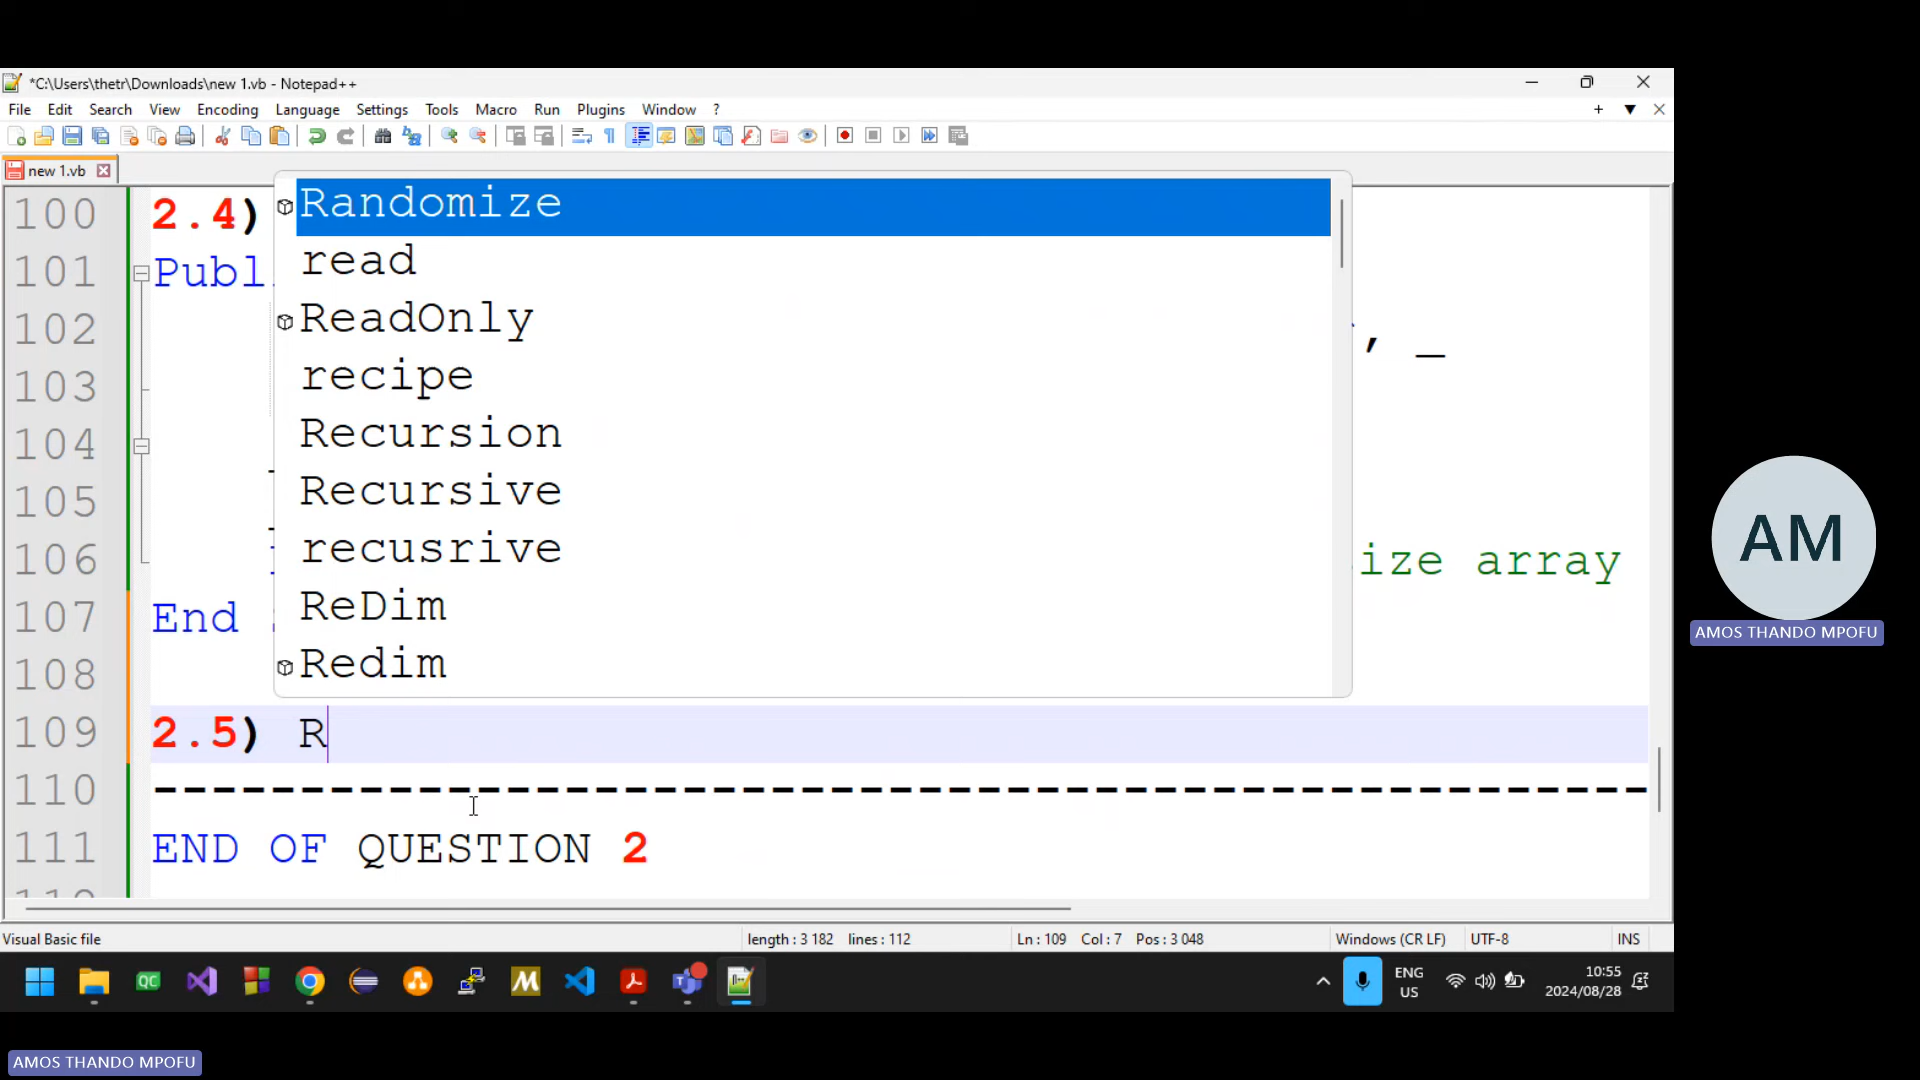 *C:\Users\thetr\Downloads\new 1.vb - Notepad++
File Edit Search View Encoding Language Settings Tools Macro Run Plugins Window ?
new 1.vb
100 2.4)
101 Publ
102 , _
103
104
105
106 ize array
107 End
108
109 2.5) R
110 ---------------------------------------------------
111 END OF QUESTION 2
Randomize
read
ReadOnly
recipe
Recursion
Recursive
recusrive
ReDim
Redim
Visual Basic file length : 3 182 lines : 112 Ln : 109 Col : 7 Pos : 3 048 Windows (CR LF) UTF-8 INS
QC
ENG
US
10:55
2024/08/28
AM
AMOS THANDO MPOFU
AMOS THANDO MPOFU